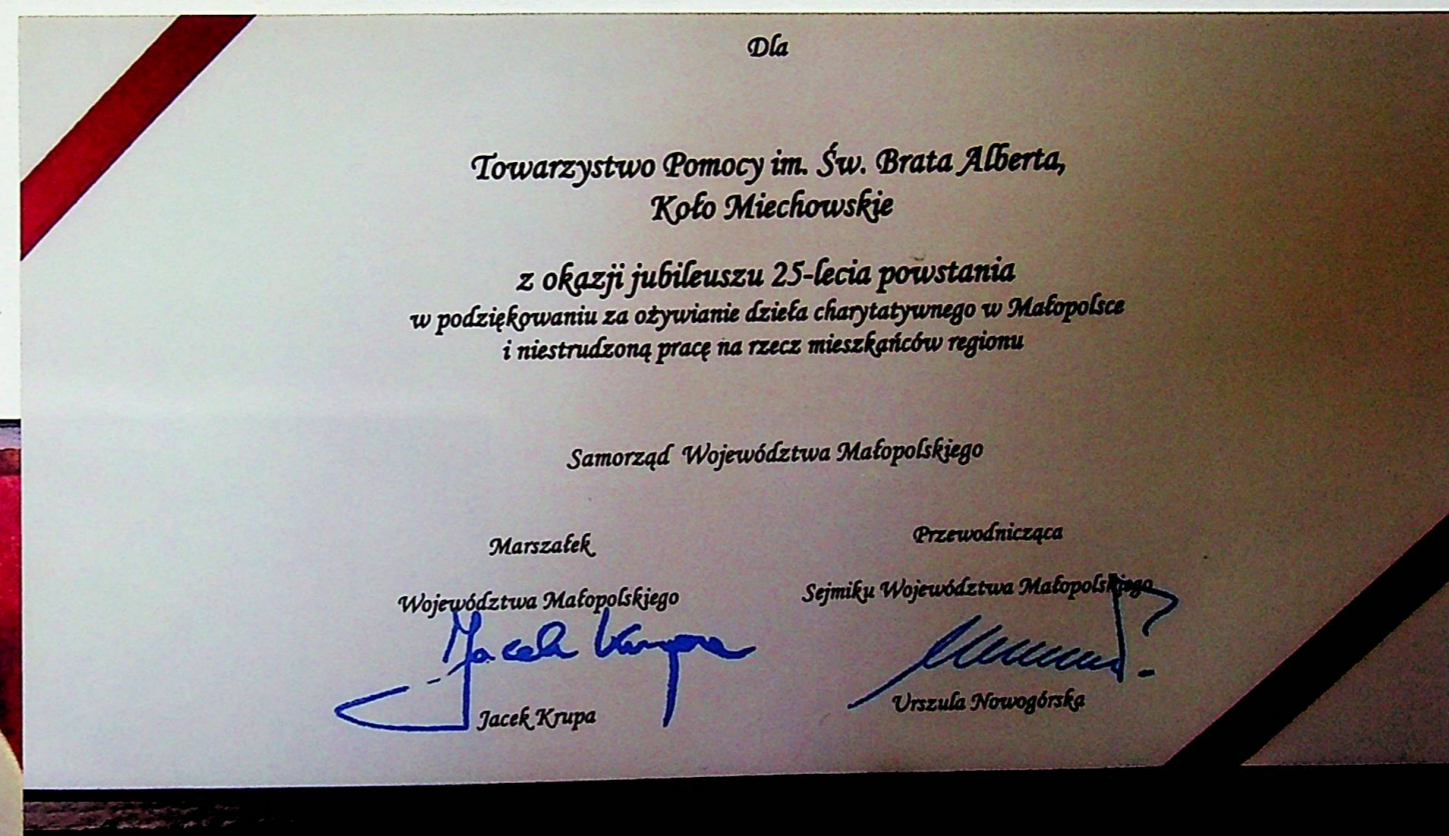 Dla
Towarzystwo Pomocy im. Św. Brata Alberta,
Koło Miechowskie
z okazji jubileuszu 25-lecia powstania
w podziękowaniu za ożywianie dzieła charytatywnego w Małopolsce
i niestrudzoną pracę na rzecz mieszkańców regionu
Samorząd Województwa Małopolskiego
Marszałek
Województwa Małopolskiego
Jacek Krupa
Jacek Krupa
Przewodnicząca
Sejmiku Województwa Małopolskiego
Urszula Nowogórska